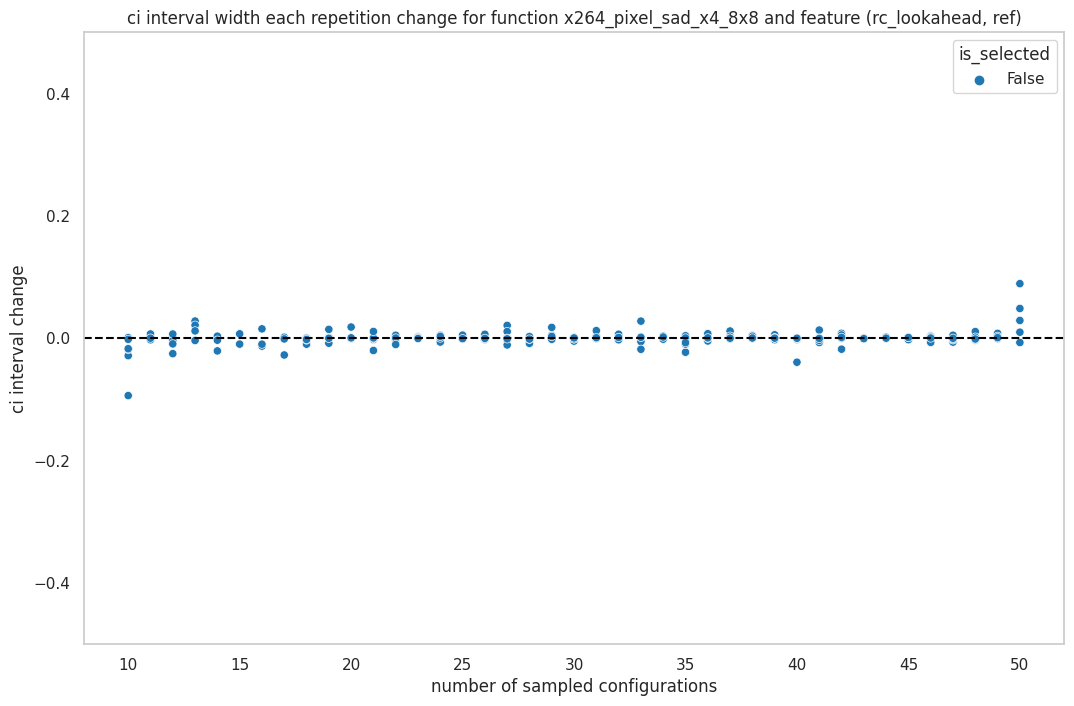 ci interval width each repetition change for function x264_pixel_sad_x4_8x8 and feature (rc_lookahead, ref)
is_selected
False
0.4
0.2
0.0
−0.2
−0.4
ci interval change
10 15 20 25 30 35 40 45 50
number of sampled configurations